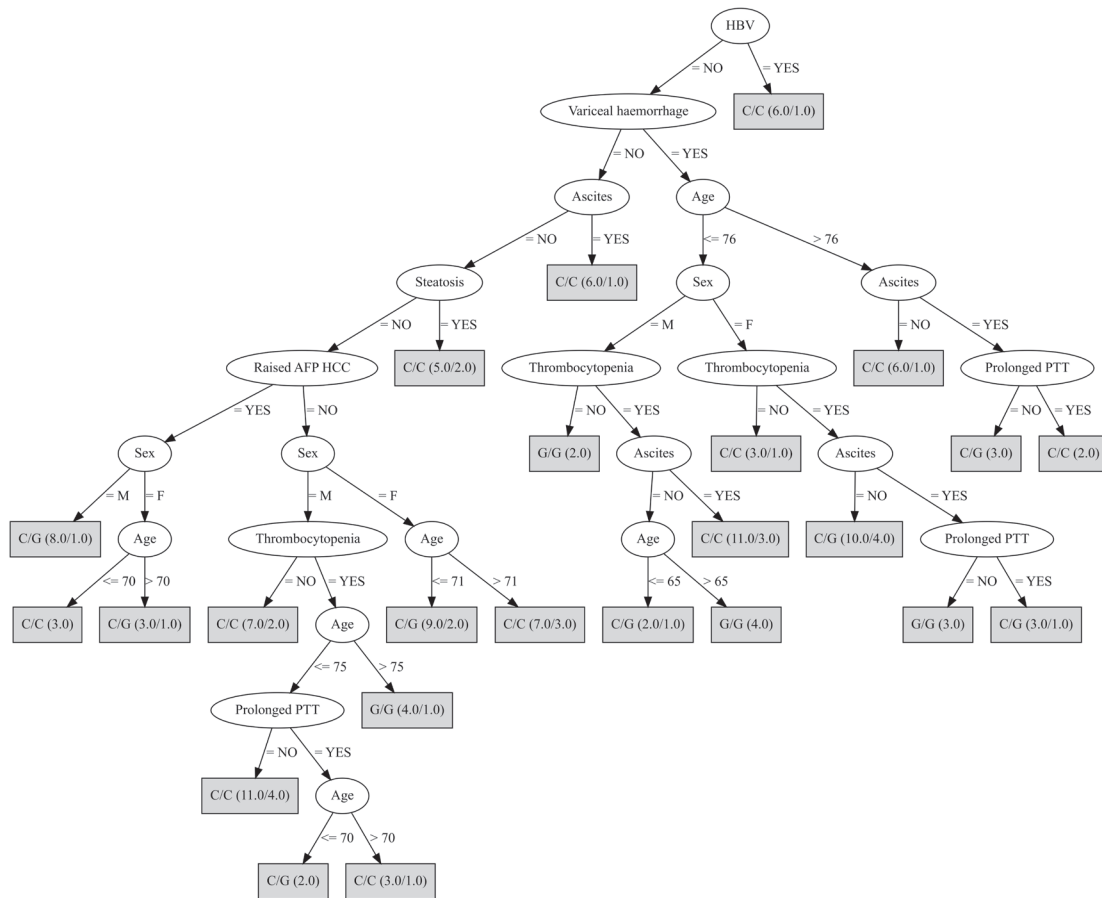 HBV
= NO
= YES
Variceal haemorrhage
C/C (6.0/1.0)
= NO
= YES
Ascites
Age
= NO
= YES
<= 76
> 76
Steatosis
C/C (6.0/1.0)
Sex
Ascites
= NO
= YES
= M
= F
= NO
= YES
Raised AFP HCC
C/C (5.0/2.0)
Thrombocytopenia
Thrombocytopenia
C/C (6.0/1.0)
Prolonged PTT
= YES
= NO
= NO
= YES
= NO
= YES
= NO
= YES
Sex
Sex
G/G (2.0)
Ascites
C/C (3.0/1.0)
Ascites
C/G (3.0)
C/C (2.0)
= M
= F
= M
= F
= NO
= YES
= NO
= YES
C/G (8.0/1.0)
Age
Thrombocytopenia
Age
Age
C/C (11.0/3.0)
C/G (10.0/4.0)
Prolonged PTT
<= 70
> 70
= NO
= YES
<= 71
> 71
<= 65
> 65
= NO
= YES
C/C (3.0)
C/G (3.0/1.0)
C/C (7.0/2.0)
Age
C/G (9.0/2.0)
C/C (7.0/3.0)
C/G (2.0/1.0)
G/G (4.0)
G/G (3.0)
C/G (3.0/1.0)
<= 75
> 75
Prolonged PTT
G/G (4.0/1.0)
= NO
= YES
C/C (11.0/4.0)
Age
<= 70
> 70
C/G (2.0)
C/C (3.0/1.0)